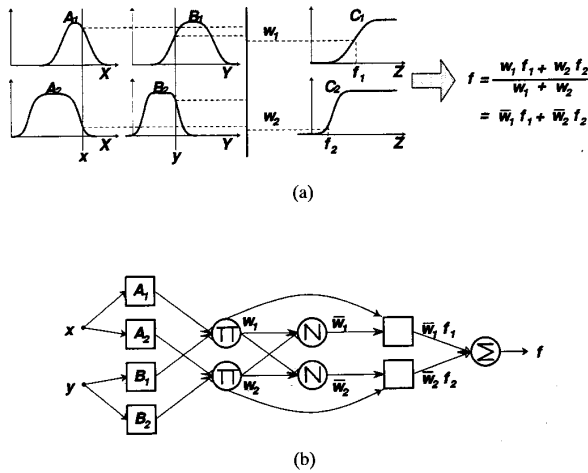 A₁ B₁ w₁ C₁
X Y f₁ Z
f = w₁ f₁ + w₂ f₂ / w₁ + w₂
= w̅₁ f₁ + w̅₂ f₂
A₂ B₂ w₂ C₂
X Y f₂ Z
x y
(a)
A₁
x A₂ Π w₁ N w̅₁ w̅₁ f₁
Σ f
y B₁ Π w₂ N w̅₂ w̅₂ f₂
B₂
(b)